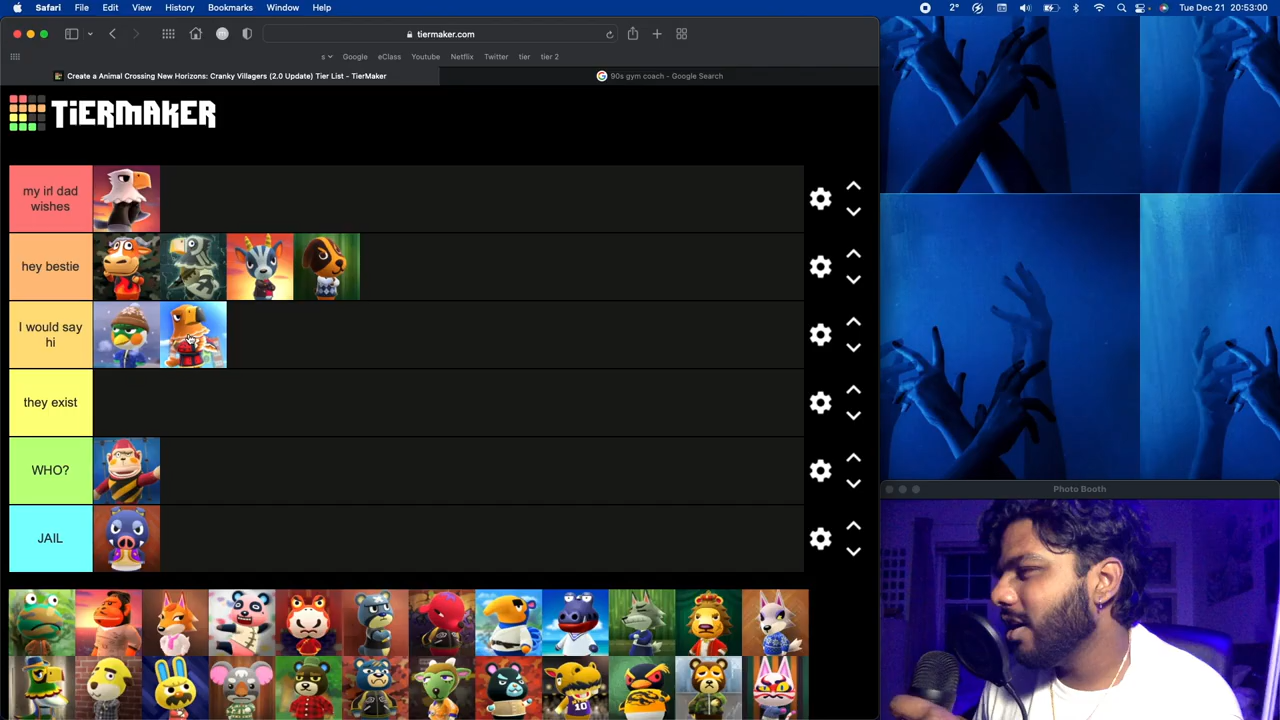 Safari File Edit View History Bookmarks Window Help
2° Tue Dec 21 20:53:00
tiermaker.com
s Google eClass Youtube Netflix Twitter tier tier 2
Create a Animal Crossing New Horizons: Cranky Villagers (2.0 Update) Tier List - TierMaker
90s gym coach - Google Search
TiERMAKER
my irl dad
wishes
hey bestie
I would say
hi
they exist
WHO?
JAIL
Photo Booth
10